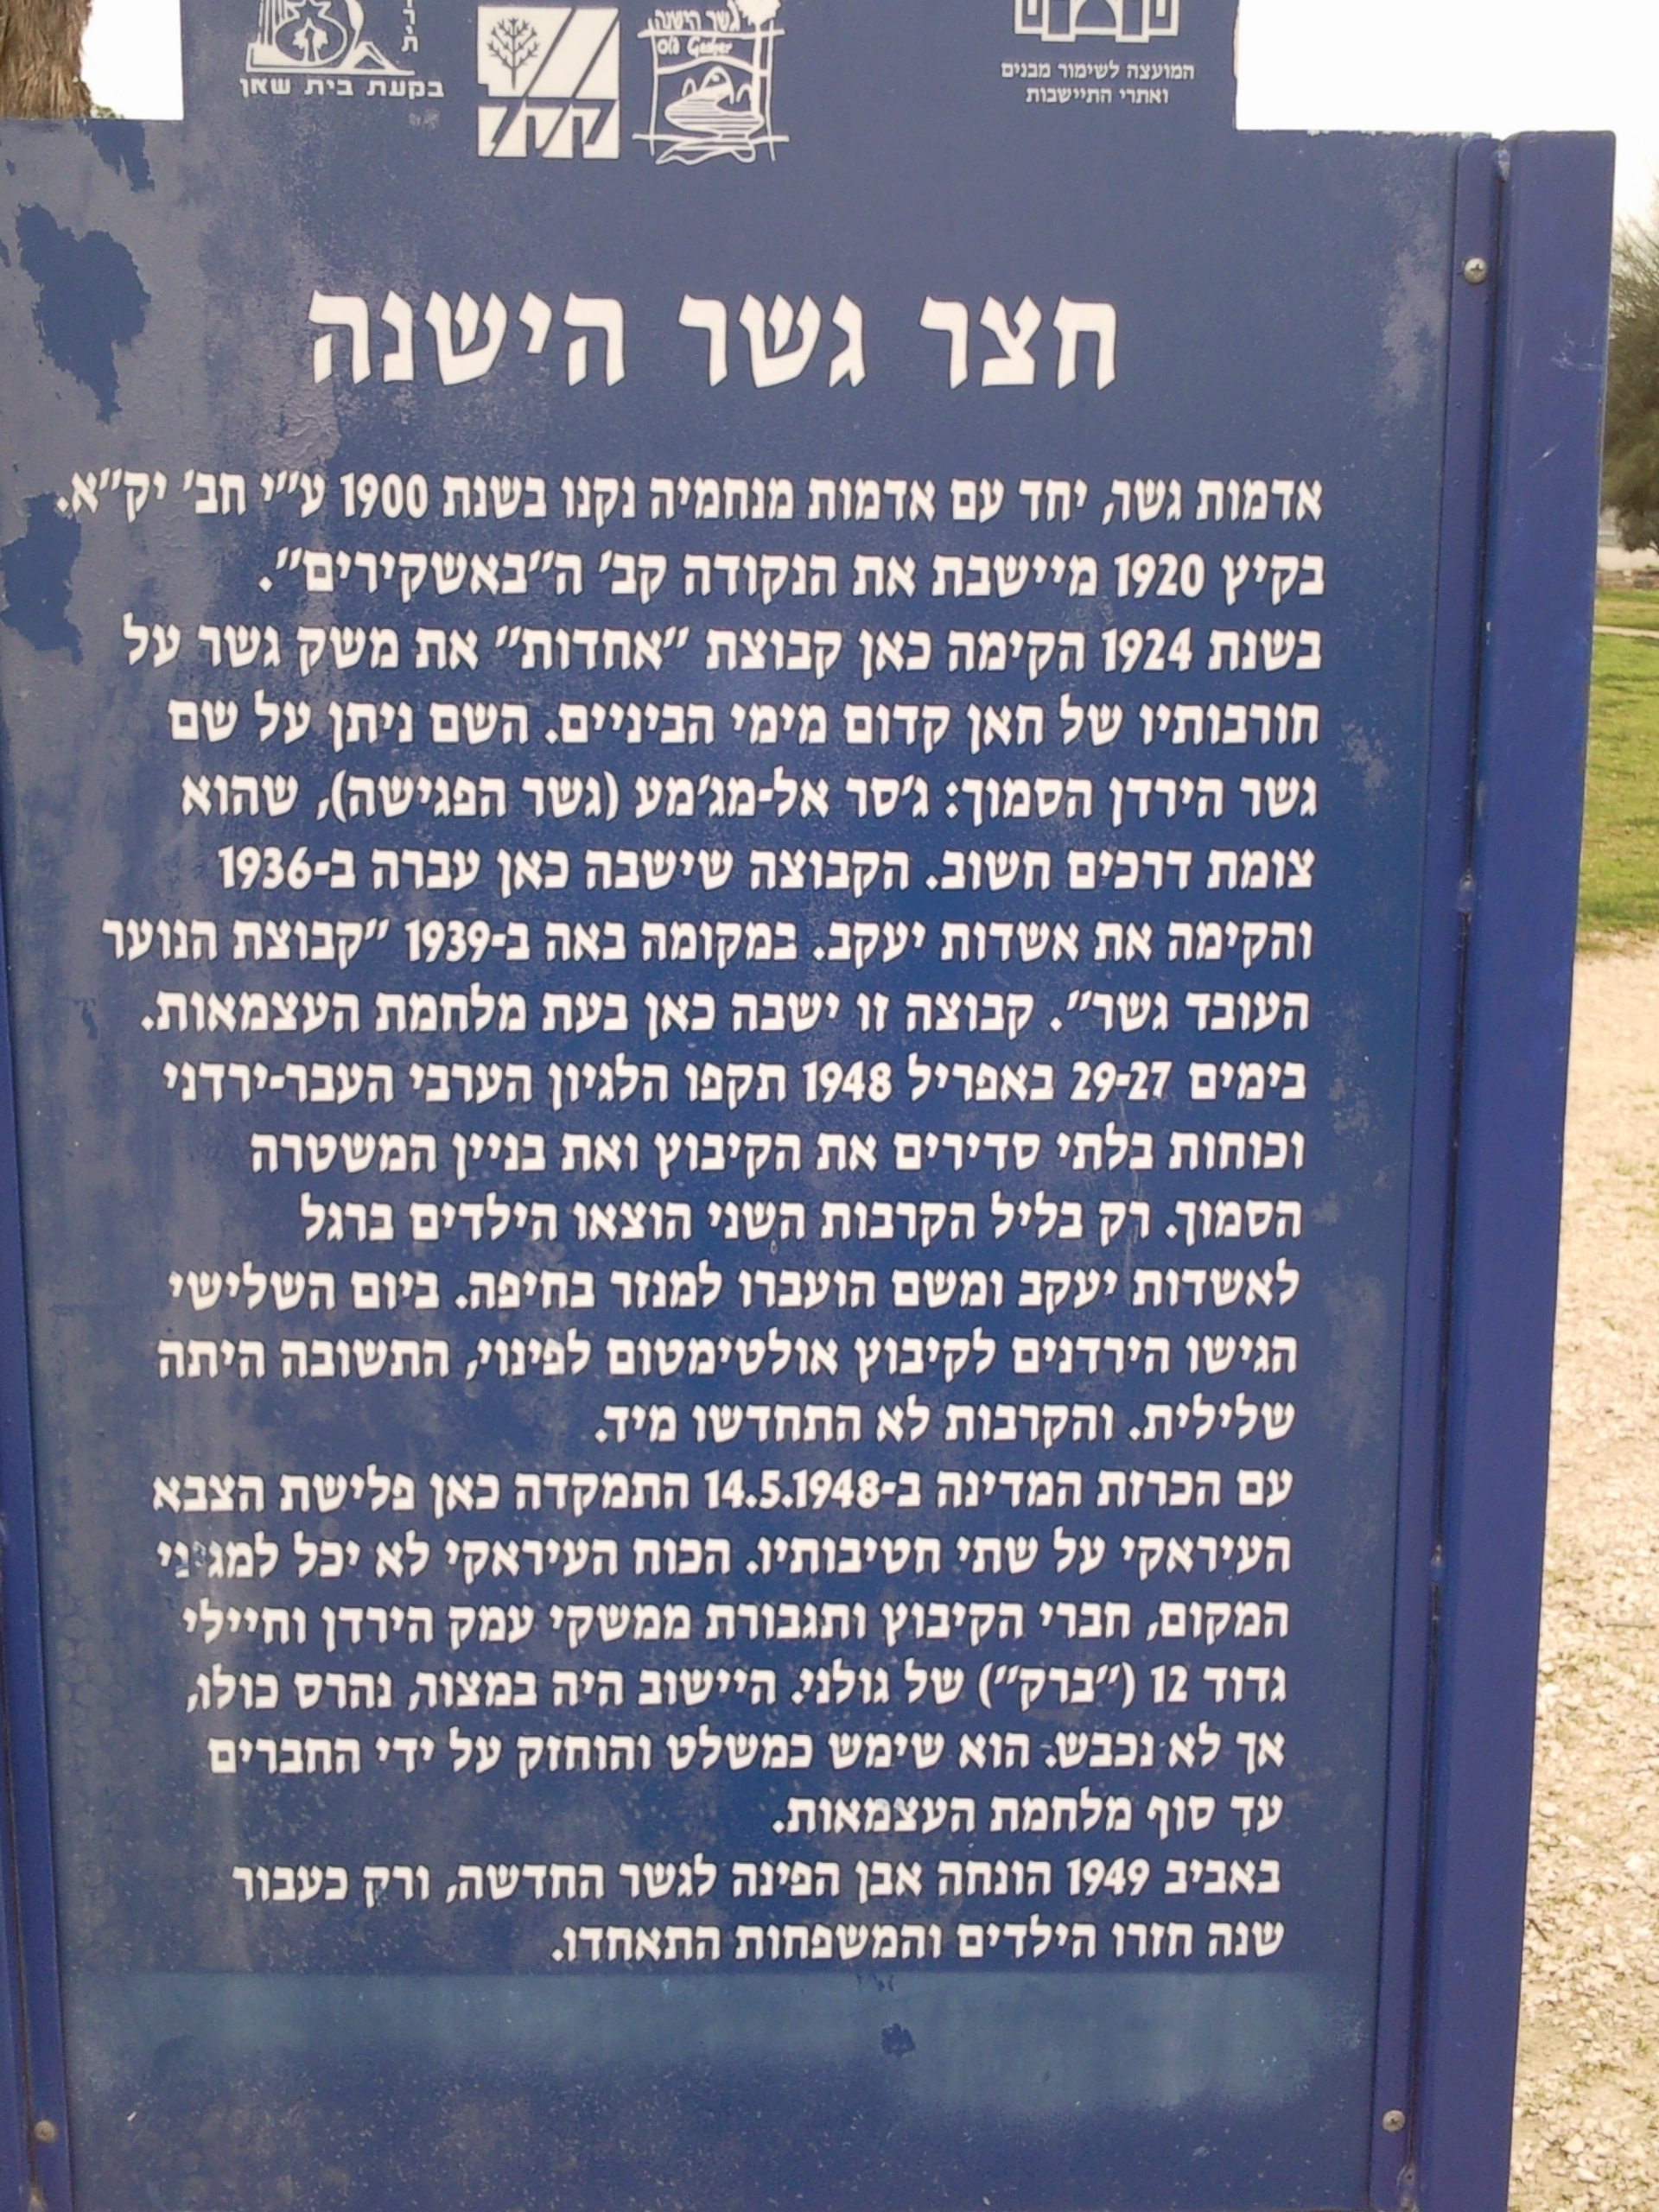 בקעת בית שאן
קק"ל
גשר הישנה
Old Gesher
המועצה לשימור מבנים
ואתרי התיישבות
חצר גשר הישנה
אדמות גשר, יחד עם אדמות מנחמיה נקנו בשנת 1900 ע"י חב' יק"א.
בקיץ 1920 מיישבת את הנקודה קב' ה"באשקירים".
בשנת 1924 הקימה כאן קבוצת "אחדות" את משק גשר על
חורבותיו של חאן קדום מימי הביניים. השם ניתן על שם
גשר הירדן הסמוך: ג'סר אל-מג'מע (גשר הפגישה), שהוא
צומת דרכים חשוב. הקבוצה שישבה כאן עברה ב-1936
והקימה את אשדות יעקב. במקומה באה ב-1939 "קבוצת הנוער
העובד גשר". קבוצה זו ישבה כאן בעת מלחמת העצמאות.
בימים 29-27 באפריל 1948 תקפו הלגיון הערבי העבר-ירדני
וכוחות בלתי סדירים את הקיבוץ ואת בניין המשטרה
הסמוך. רק בליל הקרבות השני הוצאו הילדים ברגל
לאשדות יעקב ומשם הועברו למנזר בחיפה. ביום השלישי
הגישו הירדנים לקיבוץ אולטימטום לפינוי, התשובה היתה
שלילית. והקרבות לא התחדשו מיד.
עם הכרזת המדינה ב-14.5.1948 התמקדה כאן פלישת הצבא
העיראקי על שתי חטיבותיו. הכוח העיראקי לא יכל למגיני
המקום, חברי הקיבוץ ותגבורת ממשקי עמק הירדן וחיילי
גדוד 12 ("ברק") של גולני. היישוב היה במצור, נהרס כולו,
אך לא נכבש. הוא שימש כמשלט והוחזק על ידי החברים
עד סוף מלחמת העצמאות.
באביב 1949 הונחה אבן הפינה לגשר החדשה, ורק כעבור
שנה חזרו הילדים והמשפחות התאחדו.